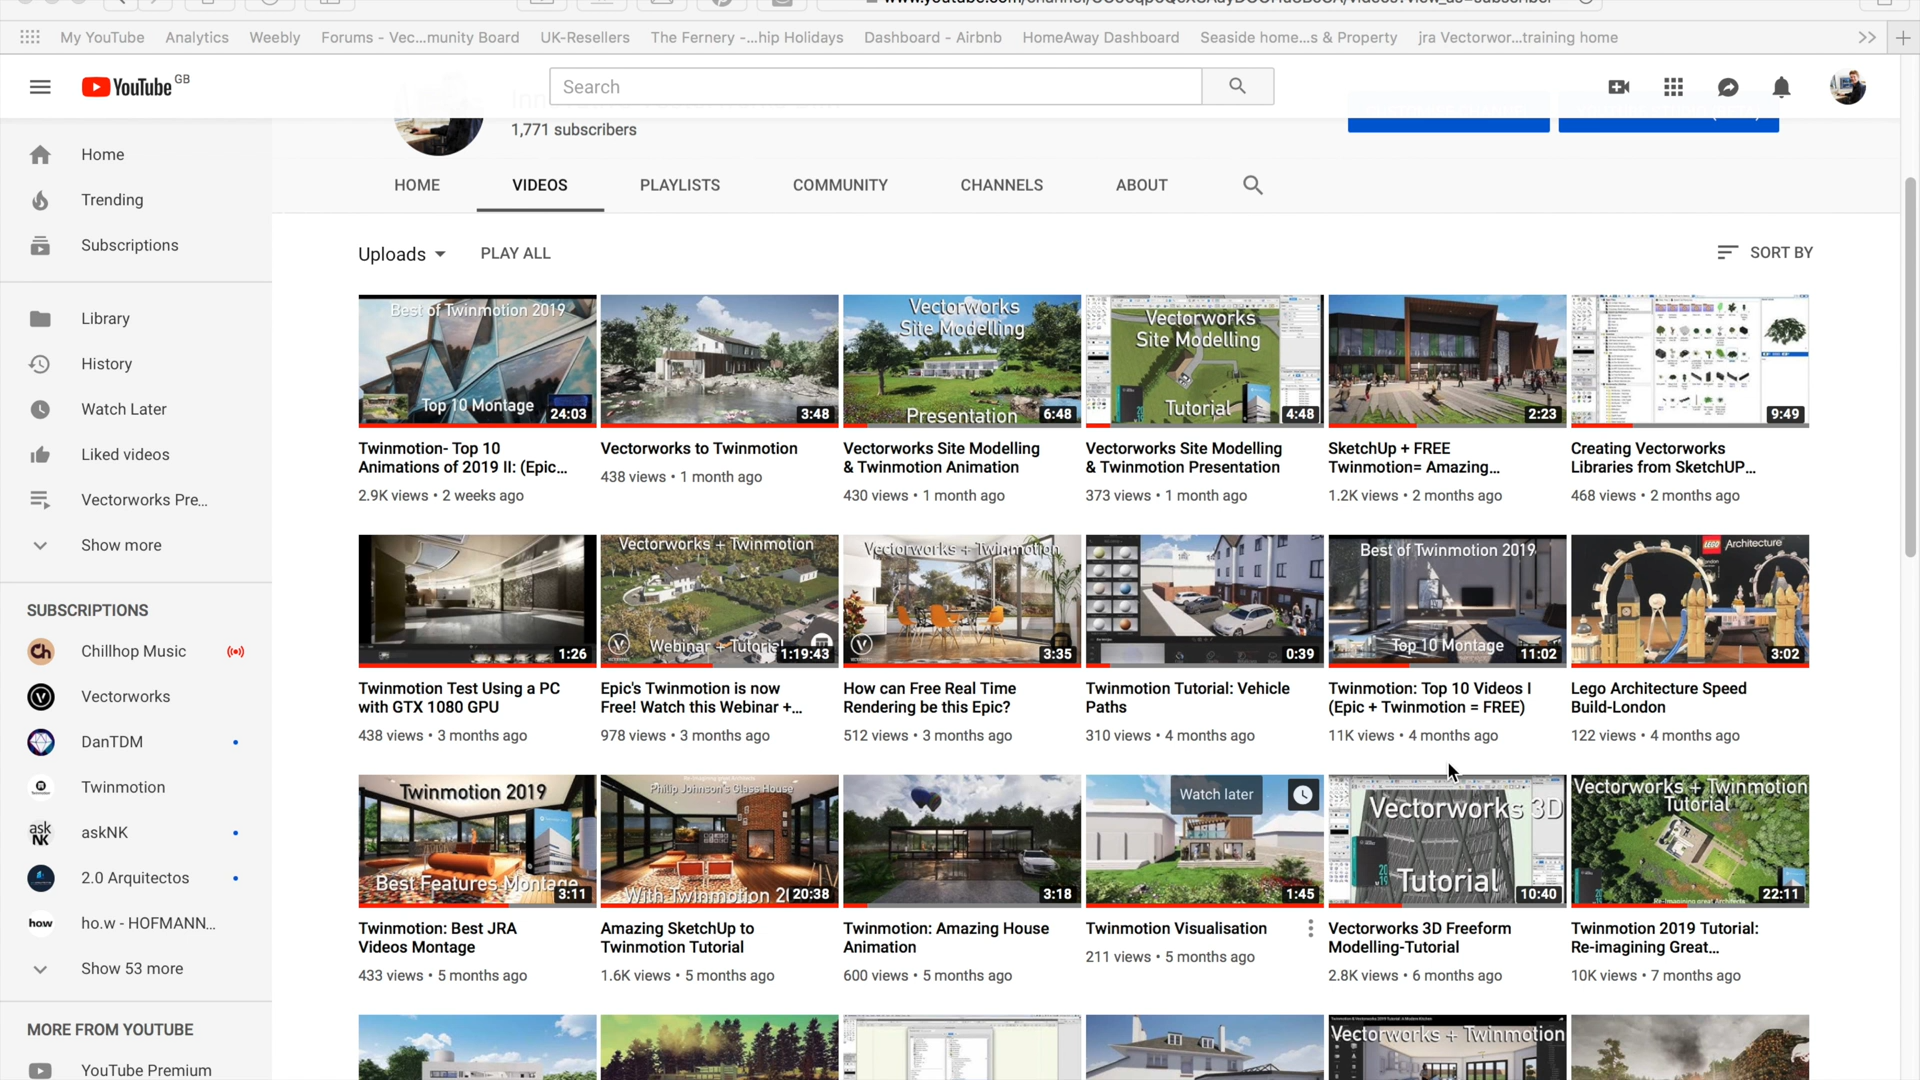 My YouTube
Analytics
Weebly
Forums - Vec...munity Board
UK-Resellers
The Fernery -...hip Holidays
Dashboard - Airbnb
HomeAway Dashboard
Seaside home...s & Property
jra Vectorwor...training home
YouTube GB
Search
1,771 subscribers
HOME
VIDEOS
PLAYLISTS
COMMUNITY
CHANNELS
ABOUT
Home
Trending
Subscriptions
Library
History
Watch Later
Liked videos
Vectorworks Pre...
Show more
SUBSCRIPTIONS
Chillhop Music
Vectorworks
DanTDM
Twinmotion
ask
NK
askNK
2.0 Arquitectos
how
ho.w - HOFMANN...
Show 53 more
MORE FROM YOUTUBE
YouTube Premium
Uploads
PLAY ALL
SORT BY
Best of Twinmotion 2019
Top 10 Montage
24:03
Twinmotion- Top 10
Animations of 2019 II: (Epic...
2.9K views • 2 weeks ago
3:48
Vectorworks to Twinmotion
438 views • 1 month ago
Vectorworks
Site Modelling
Presentation
6:48
Vectorworks Site Modelling
& Twinmotion Animation
430 views • 1 month ago
Vectorworks
Site Modelling
Tutorial
4:48
Vectorworks Site Modelling
& Twinmotion Presentation
373 views • 1 month ago
2:23
SketchUp + FREE
Twinmotion= Amazing...
1.2K views • 2 months ago
9:49
Creating Vectorworks
Libraries from SketchUP...
468 views • 2 months ago
1:26
Twinmotion Test Using a PC
with GTX 1080 GPU
438 views • 3 months ago
Vectorworks + Twinmotion
Webinar + Tutorial
1:19:43
Epic's Twinmotion is now
Free! Watch this Webinar +...
978 views • 3 months ago
Vectorworks + Twinmotion
3:35
How can Free Real Time
Rendering be this Epic?
512 views • 3 months ago
0:39
Twinmotion Tutorial: Vehicle
Paths
310 views • 4 months ago
Best of Twinmotion 2019
Top 10 Montage
11:02
Twinmotion: Top 10 Videos I
(Epic + Twinmotion = FREE)
11K views • 4 months ago
LEGO Architecture
3:02
Lego Architecture Speed
Build-London
122 views • 4 months ago
Twinmotion 2019
Best Features Montage
3:11
Twinmotion: Best JRA
Videos Montage
433 views • 5 months ago
Re-imagining great Architects
Philip Johnson's Glass House
With Twinmotion 20
20:38
Amazing SketchUp to
Twinmotion Tutorial
1.6K views • 5 months ago
3:18
Twinmotion: Amazing House
Animation
600 views • 5 months ago
Watch later
1:45
Twinmotion Visualisation
211 views • 5 months ago
Vectorworks 3D
Tutorial
10:40
Vectorworks 3D Freeform
Modelling-Tutorial
2.8K views • 6 months ago
Vectorworks + Twinmotion
Tutorial
Re-imagining great Architects
22:11
Twinmotion 2019 Tutorial:
Re-imagining Great...
10K views • 7 months ago
Vectorworks + Twinmotion